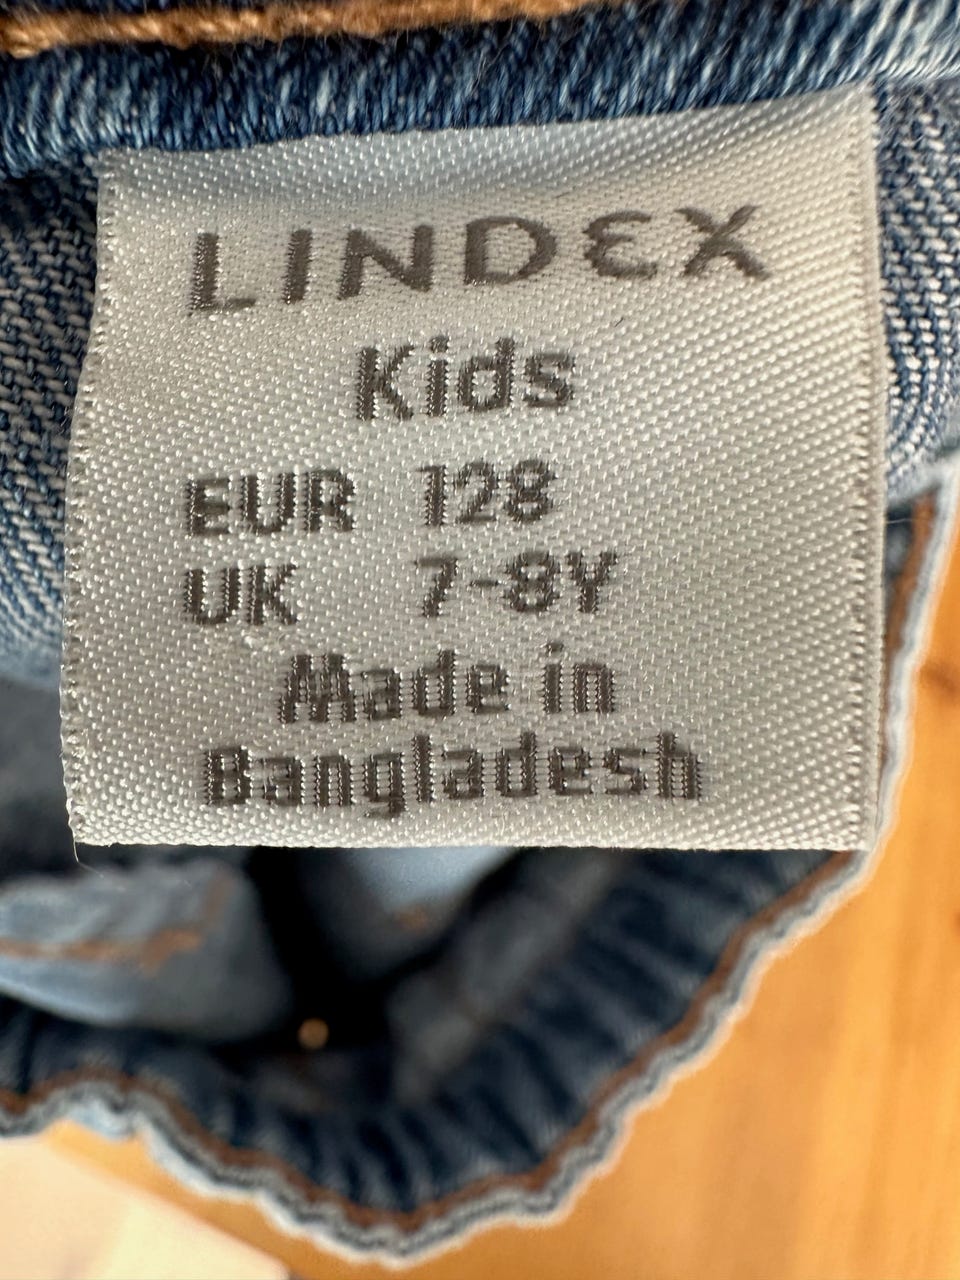 LINDEX
Kids
EUR 128
UK 7-8Y
Made in
Bangladesh